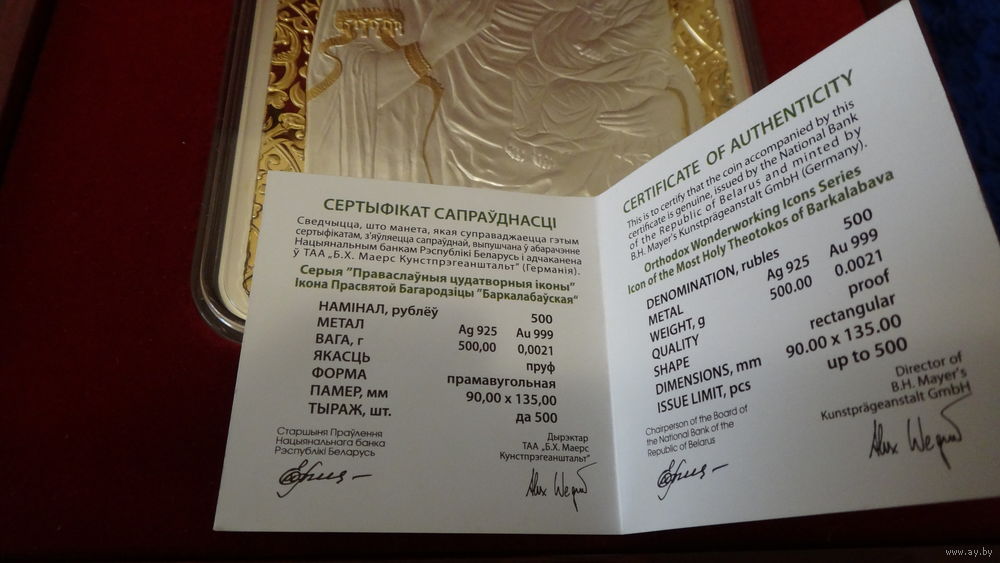 СЕРТЫФІКАТ САПРАЎДНАСЦІ
Сведчыцца, што манета, якая суправаджаецца гэтым
сертыфікатам, з'яўляецца сапраўднай, выпушчана ў абарачэнне
Нацыянальным банкам Рэспублікі Беларусь і адчаканена
ў ТАА „Б.Х. Маерс Кунстпрэгеанштальт" (Германія).
Серыя "Праваслаўныя цудатворныя іконы"
Ікона Прасвятой Багародзіцы "Баркалабаўская"
НАМІНАЛ, рублёў 500
МЕТАЛ Ag 925 Au 999
ВАГА, г 500,00 0,0021
ЯКАСЦЬ пруф
ФОРМА прамавугольная
ПАМЕР, мм 90,00 x 135,00
ТЫРАЖ, шт. да 500
Старшыня Праўлення
Нацыянальнага банка
Рэспублікі Беларусь
Дырэктар
ТАА „Б.Х. Маерс
Кунстпрэгеанштальт"
CERTIFICATE OF AUTHENTICITY
This is to certify that the coin accompanied by this
certificate is genuine, issued by the National Bank
of the Republic of Belarus and minted by
B.H. Mayer's Kunstprägeanstalt GmbH (Germany).
Orthodox Wonderworking Icons Series
Icon of the Most Holy Theotokos of Barkalabava
DENOMINATION, rubles 500
METAL Ag 925 Au 999
WEIGHT, g 500.00 0.0021
QUALITY proof
SHAPE rectangular
DIMENSIONS, mm 90.00 x 135.00
ISSUE LIMIT, pcs up to 500
Chairperson of the Board of
the National Bank of the
Republic of Belarus
Director of
B.H. Mayer's
Kunstprägeanstalt GmbH
www.ay.by